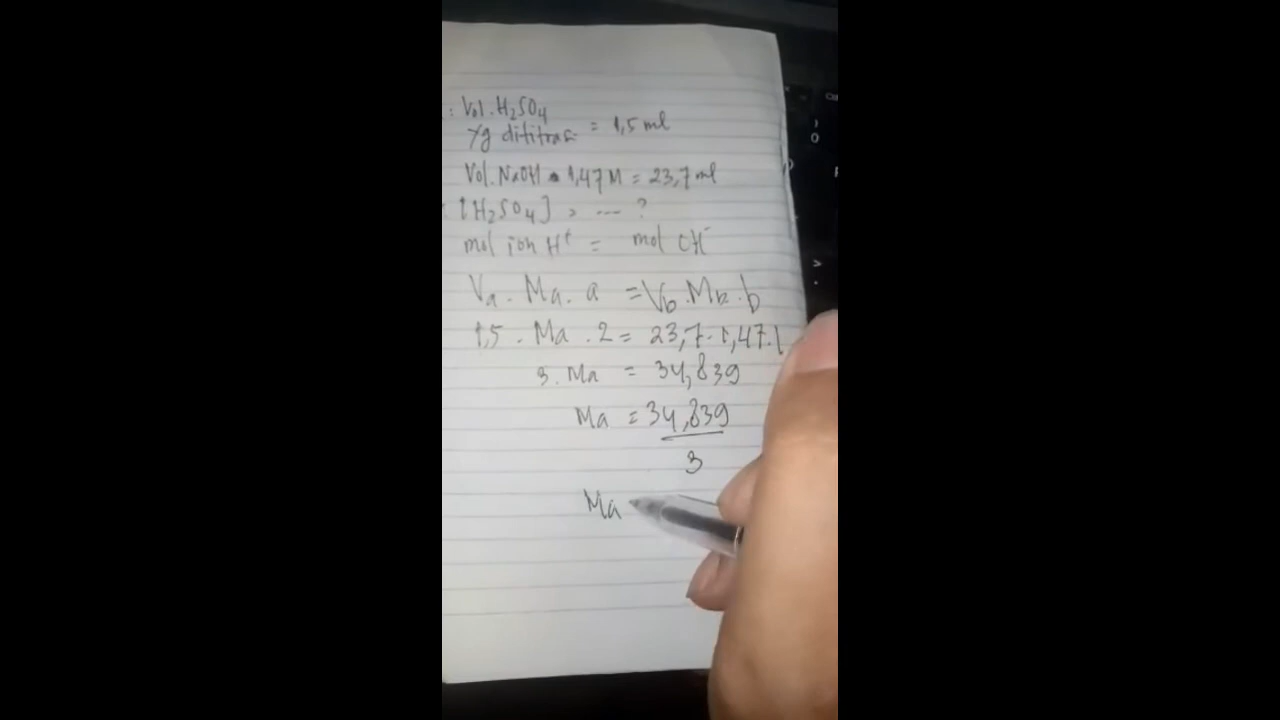 : Vol. H₂SO₄
yg dititrasi = 1,5 ml
Vol. NaOH 1,47 M = 23,7 ml
[H₂SO₄] = .... ?
mol ion H⁺ = mol OH⁻
Va . Ma . a = Vb . Mb . b
1,5 . Ma . 2 = 23,7 . 1,47 . 1
3 . Ma = 34,839
Ma = 34,839
3
Ma